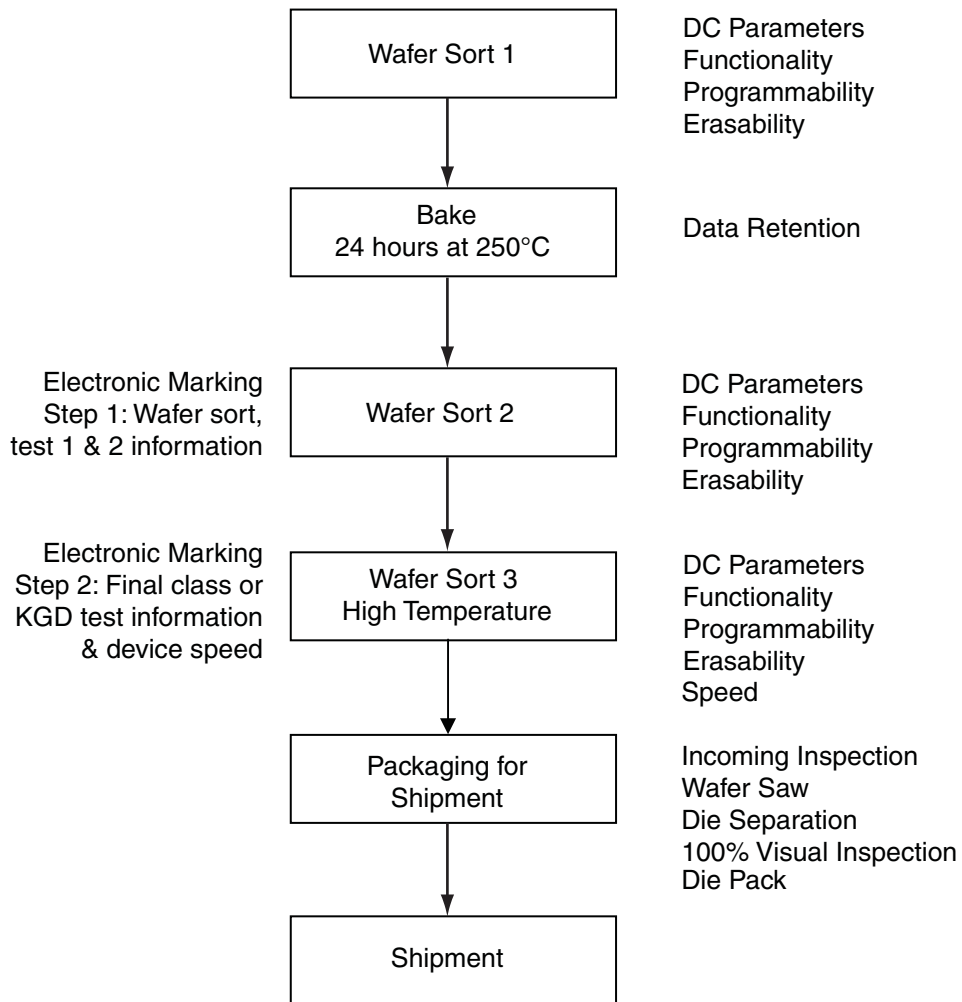 Wafer Sort 1
DC Parameters
Functionality
Programmability
Erasability
Bake
24 hours at 250°C
Data Retention
Electronic Marking
Step 1: Wafer sort,
test 1 & 2 information
Wafer Sort 2
DC Parameters
Functionality
Programmability
Erasability
Electronic Marking
Step 2: Final class or
KGD test information
& device speed
Wafer Sort 3
High Temperature
DC Parameters
Functionality
Programmability
Erasability
Speed
Packaging for
Shipment
Incoming Inspection
Wafer Saw
Die Separation
100% Visual Inspection
Die Pack
Shipment